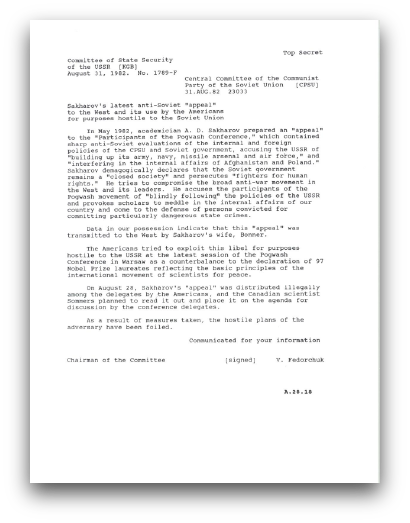 Top Secret
Committee of State Security
of the USSR [KGB]
August 31, 1982. No. 1789-F
Central Committee of the Communist
Party of the Soviet Union [CPSU]
31.AUG.82 23033
Sakharov's latest anti-Soviet "appeal"
to the West and its use by the Americans
for purposes hostile to the Soviet Union
In May 1982, academician A. D. Sakharov prepared an "appeal"
to the "Participants of the Pogwash Conference," which contained
sharp anti-Soviet evaluations of the internal and foreign
policies of the CPSU and Soviet government, accusing the USSR of
"building up its army, navy, missile arsenal and air force," and
"interfering in the internal affairs of Afghanistan and Poland."
Sakharov demagogically declares that the Soviet government
remains a "closed society" and persecutes "fighters for human
rights." He tries to compromise the broad anti-war movement in
the West and its leaders. He accuses the participants of the
Pogwash movement of "blindly following" the policies of the USSR
and provokes scholars to meddle in the internal affairs of our
country and come to the defense of persons convicted for
committing particularly dangerous state crimes.
Data in our possession indicate that this "appeal" was
transmitted to the West by Sakharov's wife, Bonner.
The Americans tried to exploit this libel for purposes
hostile to the USSR at the latest session of the Pogwash
Conference in Warsaw as a counterbalance to the declaration of 97
Nobel Prize laureates reflecting the basic principles of the
international movement of scientists for peace.
On August 28, Sakharov's "appeal" was distributed illegally
among the delegates by the Americans, and the Canadian scientist
Sommers planned to read it out and place it on the agenda for
discussion by the conference delegates.
As a result of measures taken, the hostile plans of the
adversary have been foiled.
Communicated for your information
Chairman of the Committee [signed] V. Fedorchuk
A.28.18